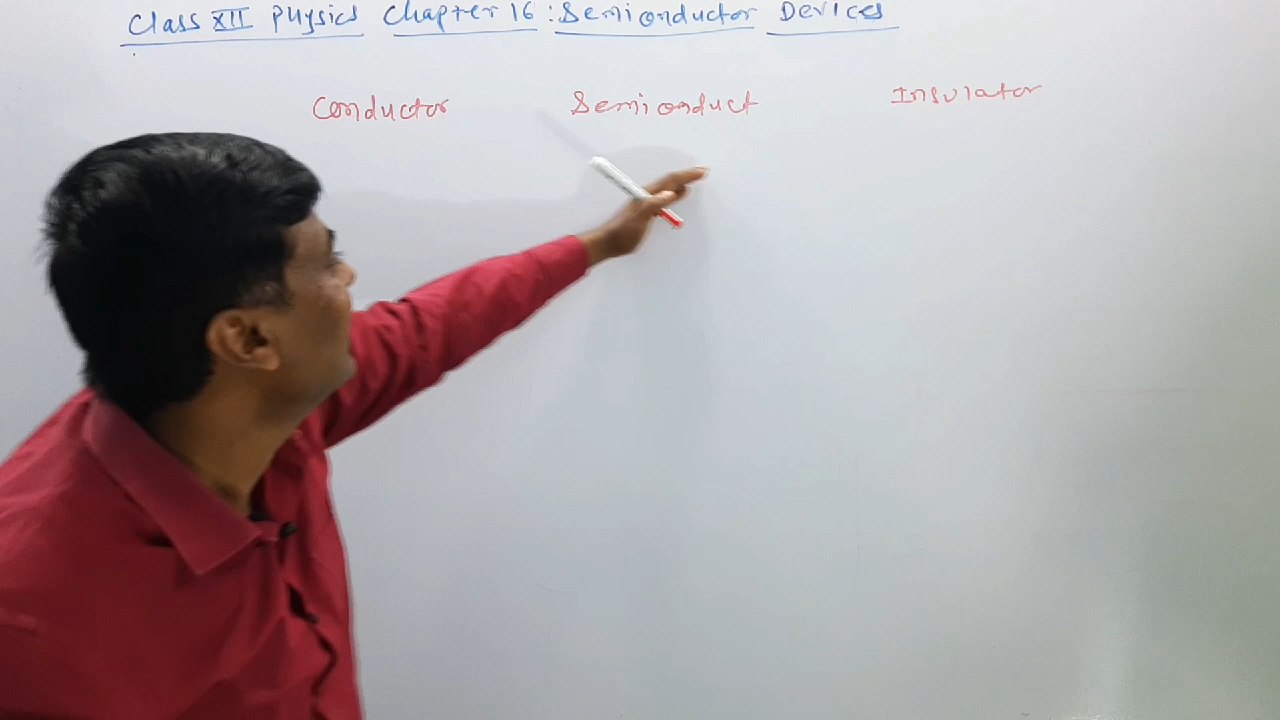 Class XII Physics Chapter 16 : Semiconductor Devices
Conductor Semiconduct Insulator